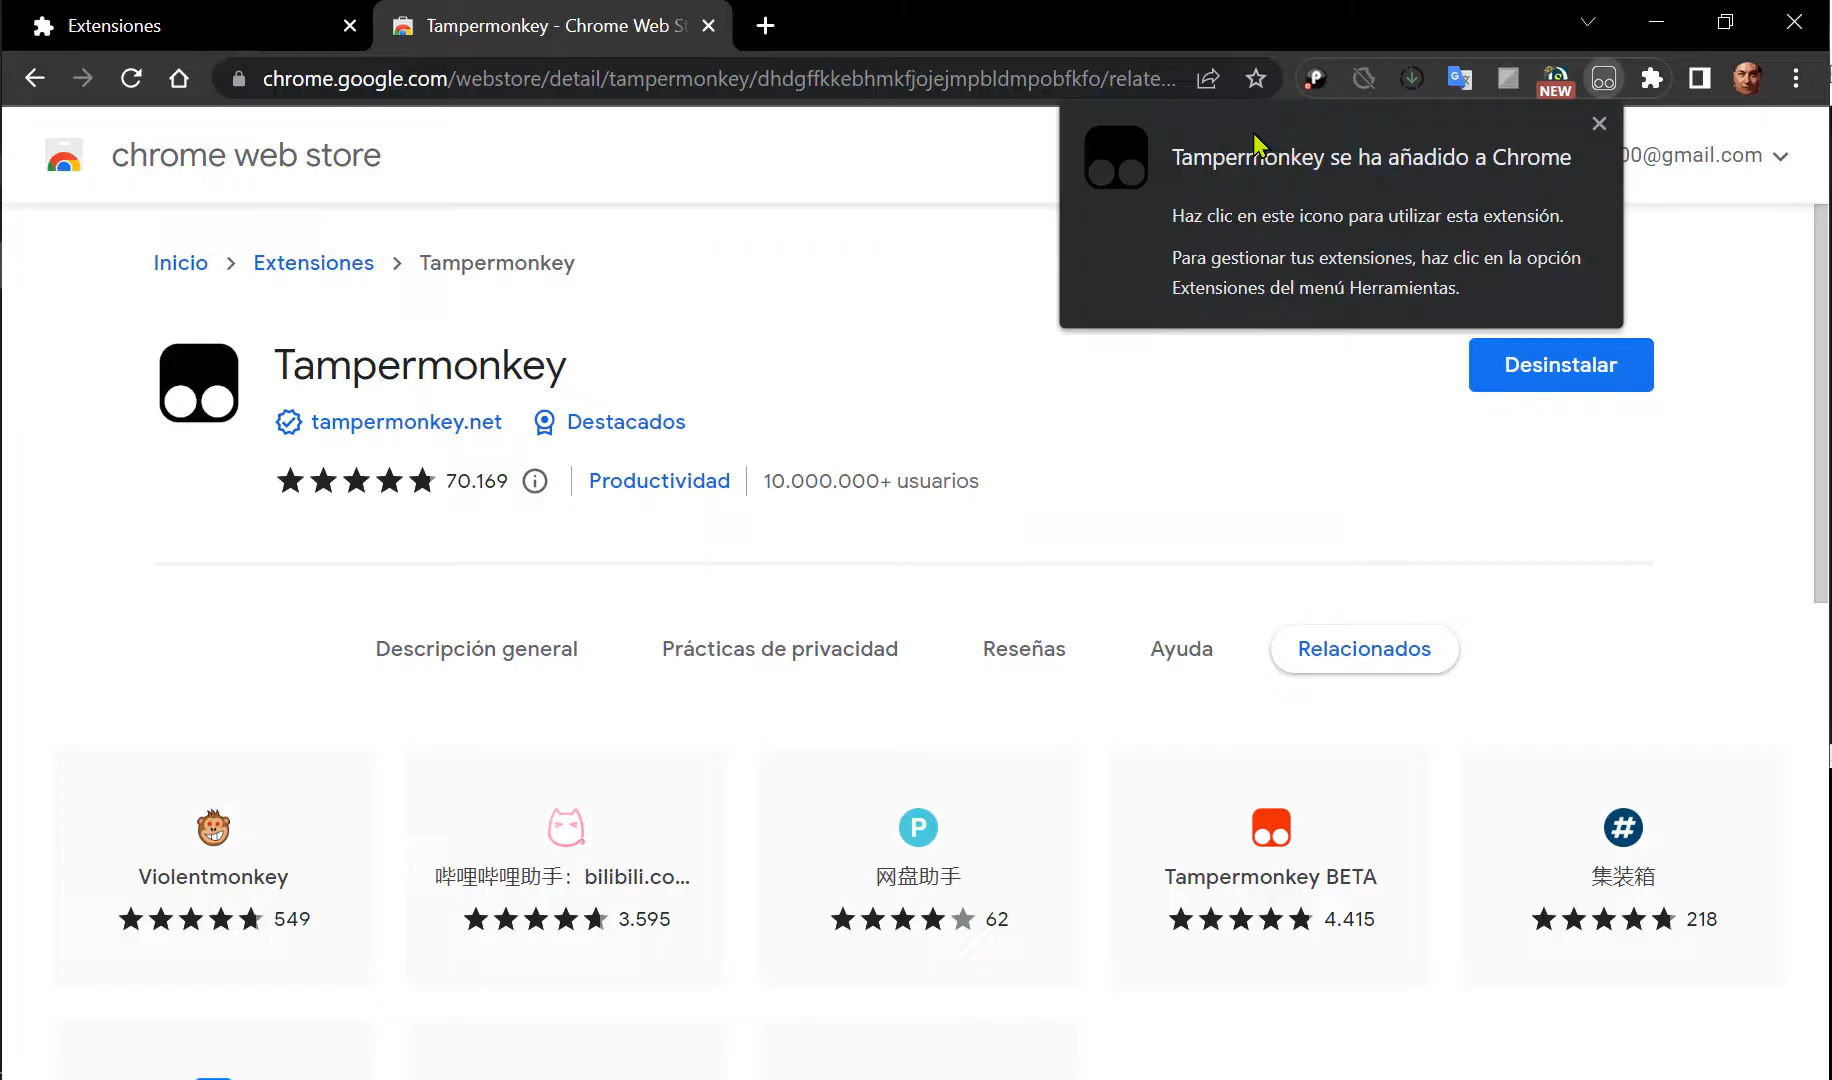 Extensiones
Tampermonkey - Chrome Web St
chrome.google.com/webstore/detail/tampermonkey/dhdgffkkebhmkfjojejmpbldmpobfkfo/relate...
NEW
chrome web store
Tampermonkey se ha añadido a Chrome
00@gmail.com
Haz clic en este icono para utilizar esta extensión.
Para gestionar tus extensiones, haz clic en la opción
Extensiones del menú Herramientas.
Inicio > Extensiones > Tampermonkey
Tampermonkey
Desinstalar
tampermonkey.net
Destacados
70.169
Productividad
10.000.000+ usuarios
Descripción general
Prácticas de privacidad
Reseñas
Ayuda
Relacionados
Violentmonkey
549
哔哩哔哩助手：bilibili.co...
3.595
P
网盘助手
62
Tampermonkey BETA
4.415
#
集装箱
218